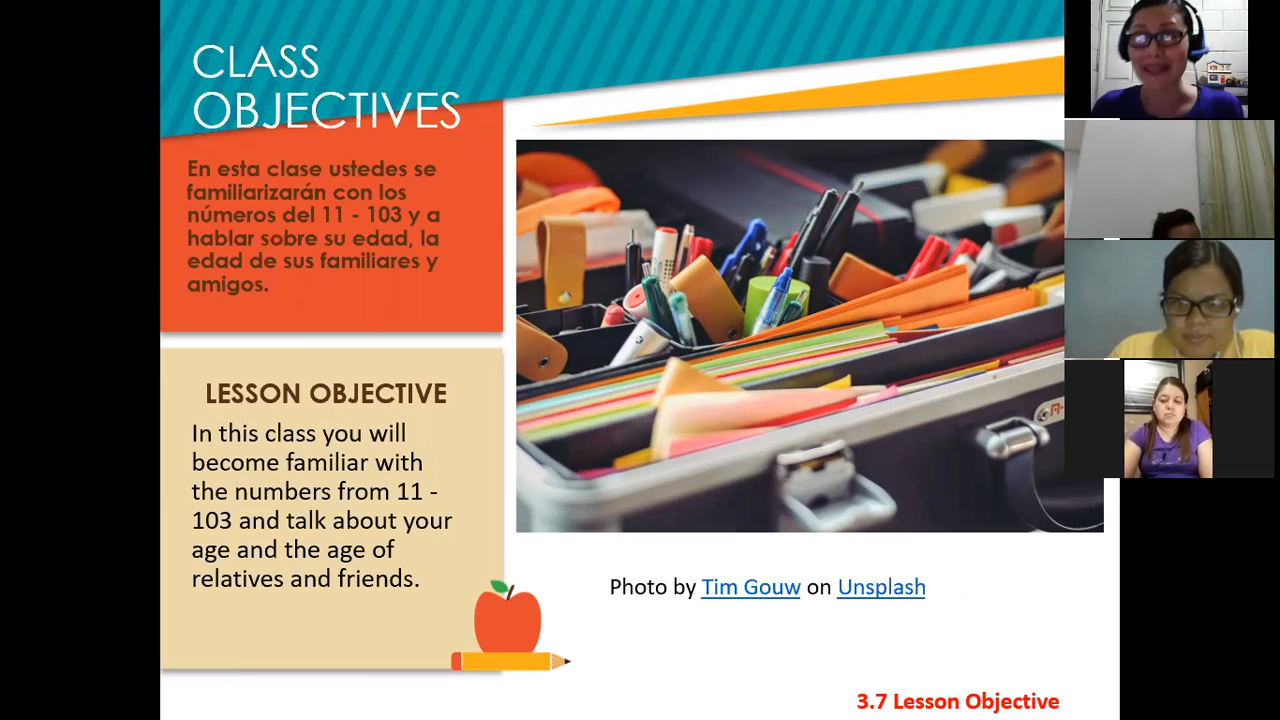 CLASS
OBJECTIVES
En esta clase ustedes se
familiarizarán con los
números del 11 - 103 y a
hablar sobre su edad, la
edad de sus familiares y
amigos.
LESSON OBJECTIVE
In this class you will
become familiar with
the numbers from 11 -
103 and talk about your
age and the age of
relatives and friends.
Photo by Tim Gouw on Unsplash
3.7 Lesson Objective